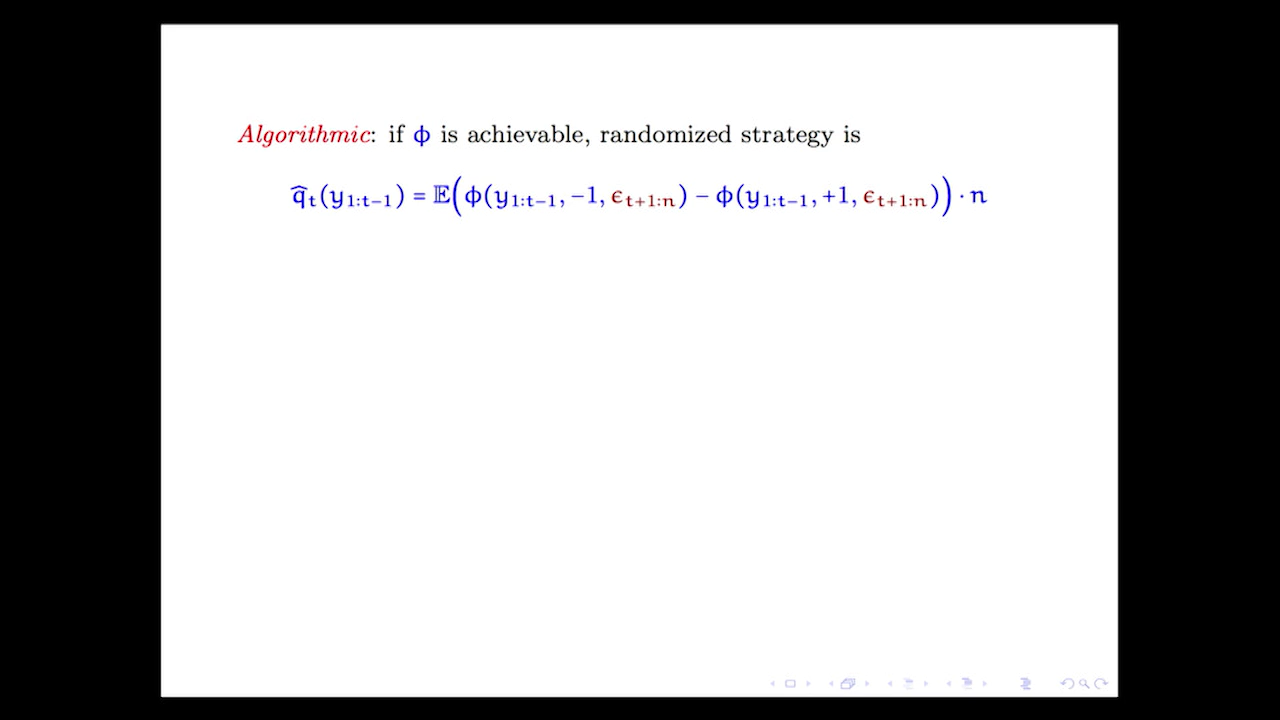 Algorithmic: if ϕ is achievable, randomized strategy is
q̂ₜ(y₁:ₜ₋₁) = 𝔼(ϕ(y₁:ₜ₋₁, −1, ϵₜ₊₁:ₙ) − ϕ(y₁:ₜ₋₁, +1, ϵₜ₊₁:ₙ)) · n